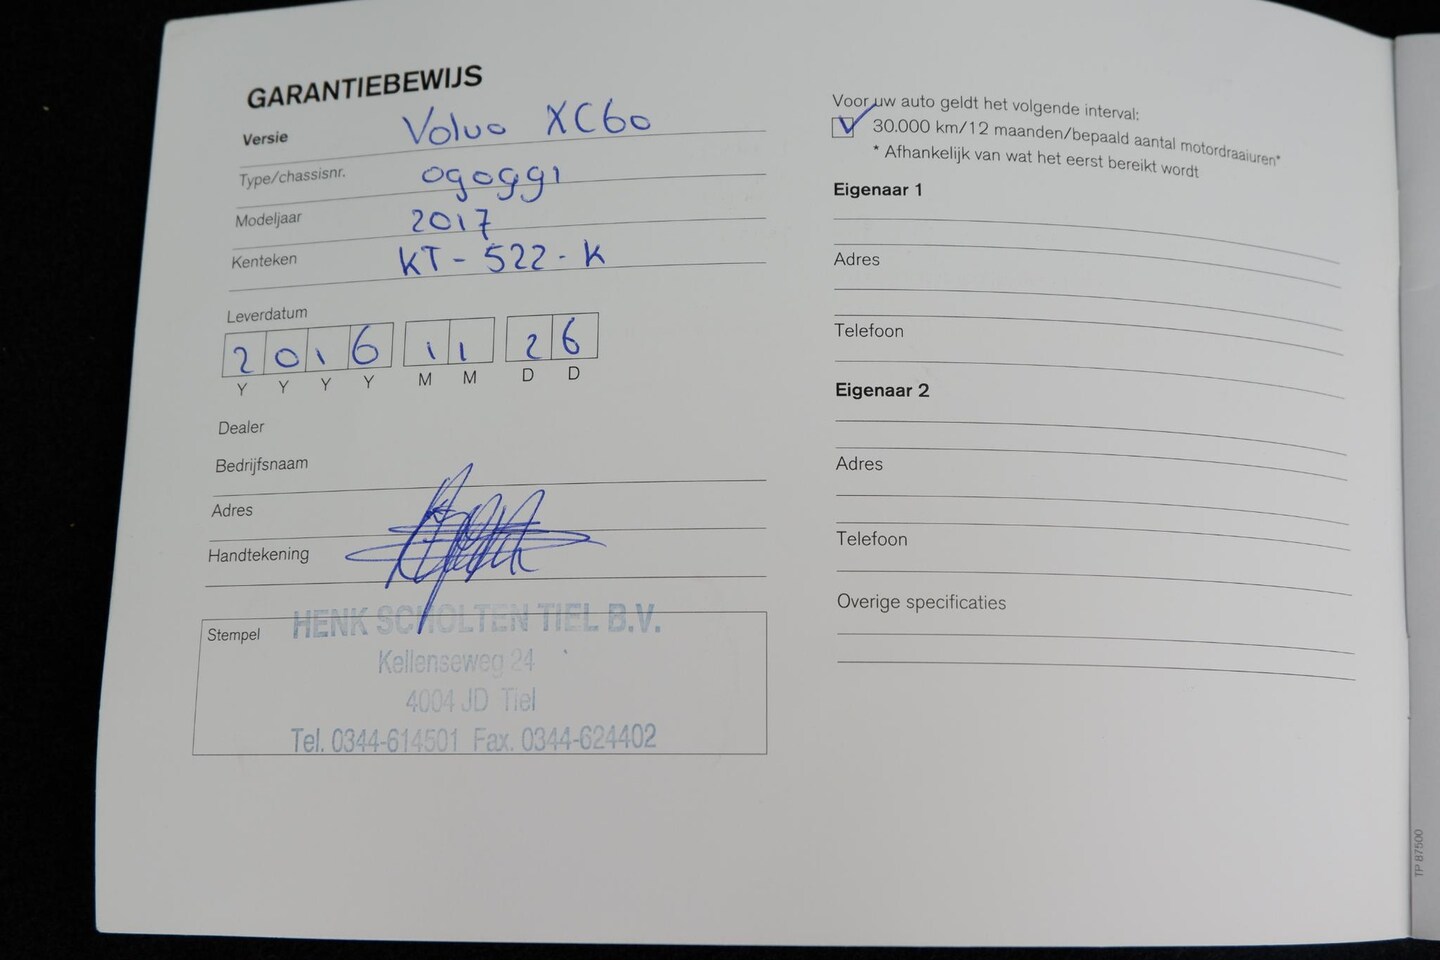 GARANTIEBEWIJS
Versie Volvo XC60
Type/chassisnr. 090991
Modeljaar 2017
Kenteken KT-522-K
Leverdatum
2016 11 26
Y Y Y Y M M D D
Dealer
Bedrijfsnaam
Adres
Handtekening
Stempel
HENK SCHOLTEN TIEL B.V.
Kellenseweg 24
4004 JD Tiel
Tel. 0344-614501 Fax. 0344-624402
Voor uw auto geldt het volgende interval:
30.000 km/12 maanden/bepaald aantal motordraaiuren*
* Afhankelijk van wat het eerst bereikt wordt
Eigenaar 1
Adres
Telefoon
Eigenaar 2
Adres
Telefoon
Overige specificaties
TP 87500